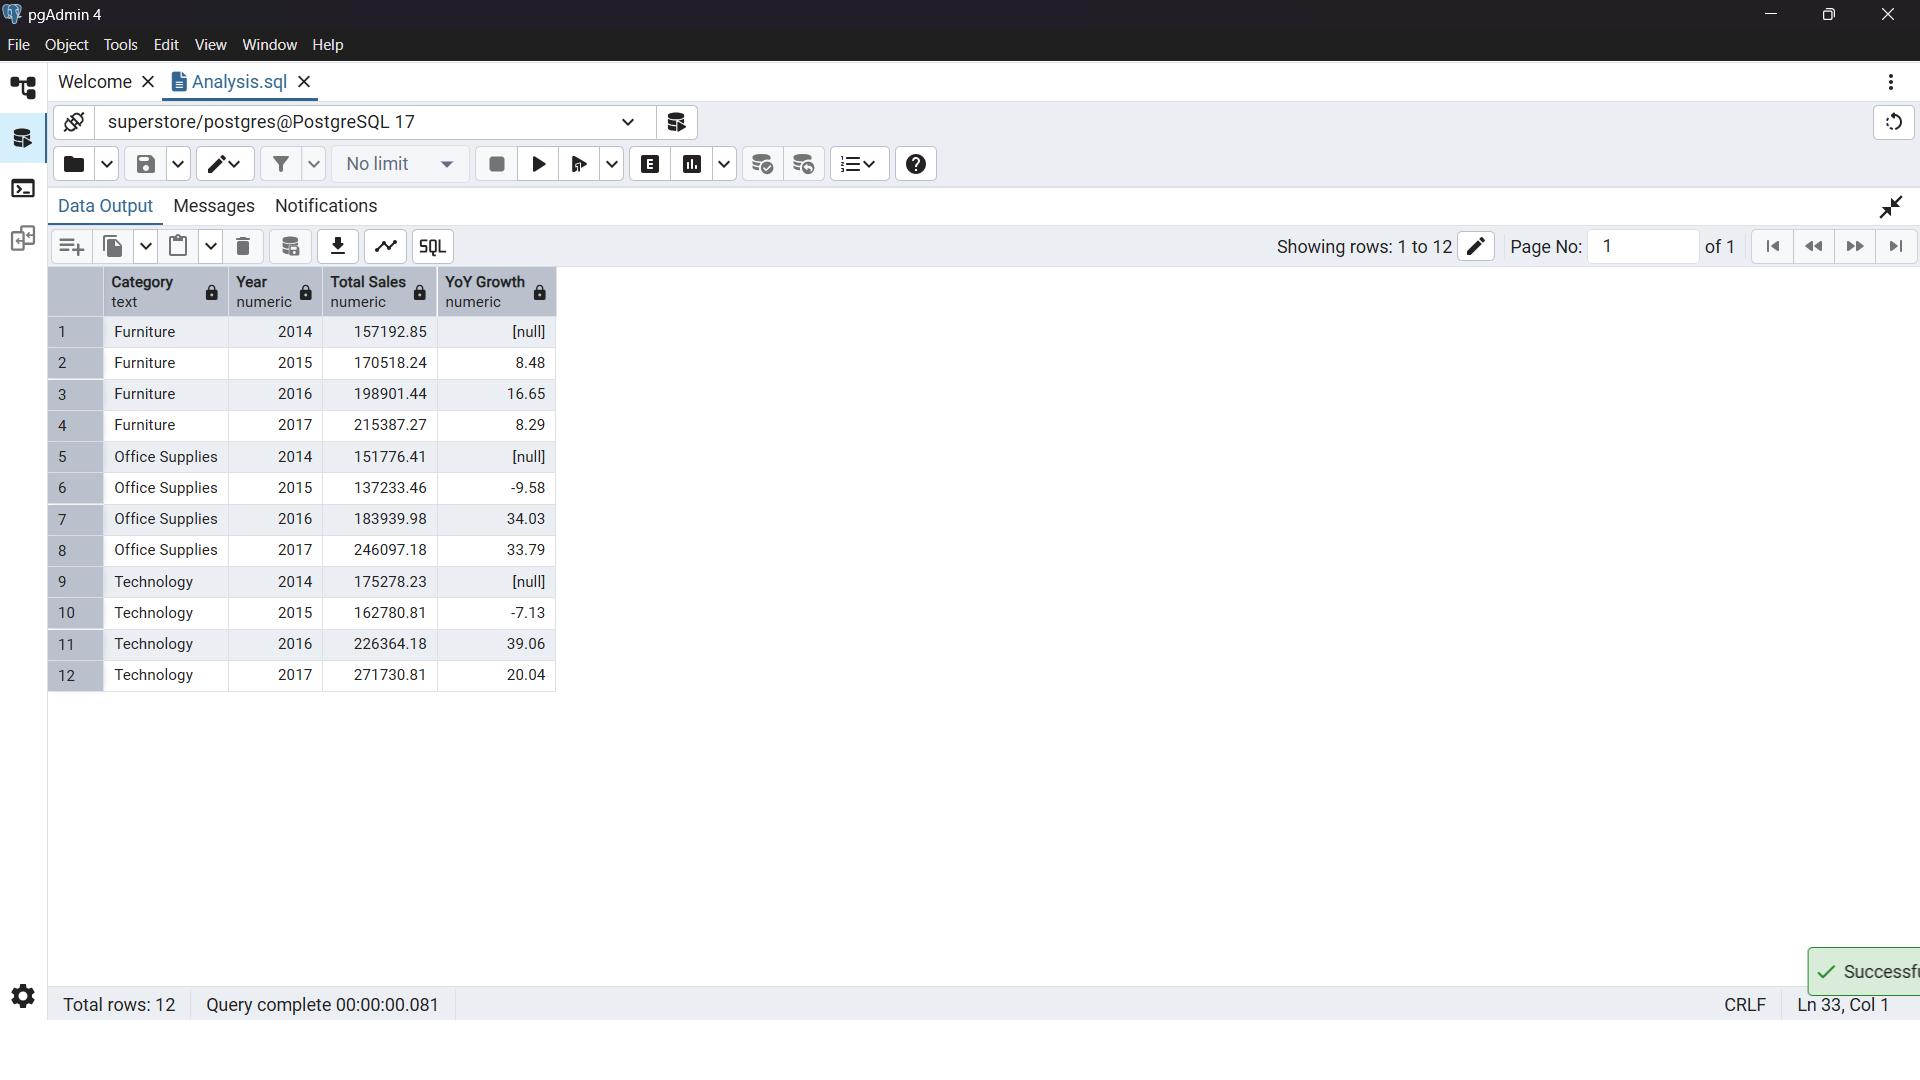 pgAdmin 4
File Object Tools Edit View Window Help
Welcome Analysis.sql
superstore/postgres@PostgreSQL 17
No limit E
Data Output Messages Notifications
SQL Showing rows: 1 to 12 Page No: 1 of 1
Category Year Total Sales YoY Growth
text numeric numeric numeric
1 Furniture 2014 157192.85 [null]
2 Furniture 2015 170518.24 8.48
3 Furniture 2016 198901.44 16.65
4 Furniture 2017 215387.27 8.29
5 Office Supplies 2014 151776.41 [null]
6 Office Supplies 2015 137233.46 -9.58
7 Office Supplies 2016 183939.98 34.03
8 Office Supplies 2017 246097.18 33.79
9 Technology 2014 175278.23 [null]
10 Technology 2015 162780.81 -7.13
11 Technology 2016 226364.18 39.06
12 Technology 2017 271730.81 20.04
Successfu
Total rows: 12 Query complete 00:00:00.081 CRLF Ln 33, Col 1